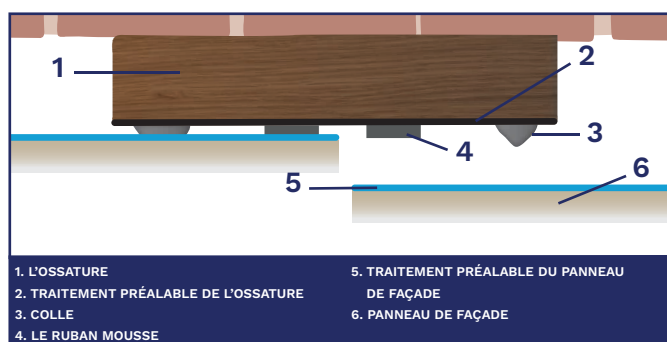 1
2
3
4
5
6
1. L'OSSATURE
2. TRAITEMENT PRÉALABLE DE L'OSSATURE
3. COLLE
4. LE RUBAN MOUSSE
5. TRAITEMENT PRÉALABLE DU PANNEAU
DE FAÇADE
6. PANNEAU DE FAÇADE